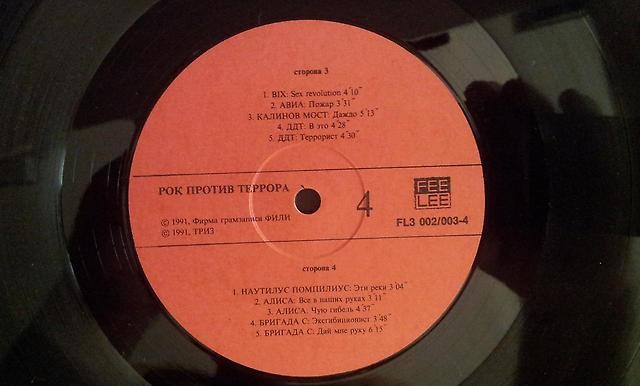 сторона 3
1. BIX: Sex revolution 4'10"
2. АВИА: Пожар 3'31"
3. КАЛИНОВ МОСТ: Даждо 5'13"
4. ДДТ: В это 4'28"
5. ДДТ: Террорист 4'30"
РОК ПРОТИВ ТЕРРОРА
4
FEE
LEE
© 1991, Фирма грамзаписи ФИЛИ
© 1991, ТРИЗ
FL3 002/003-4
сторона 4
1. НАУТИЛУС ПОМПИЛИУС: Эти реки 3'04"
2. АЛИСА: Все в наших руках 3'11"
3. АЛИСА: Чую гибель 4'37"
4. БРИГАДА С: Эксгибиционист 3'48"
5. БРИГАДА С: Дай мне руку 6'15"